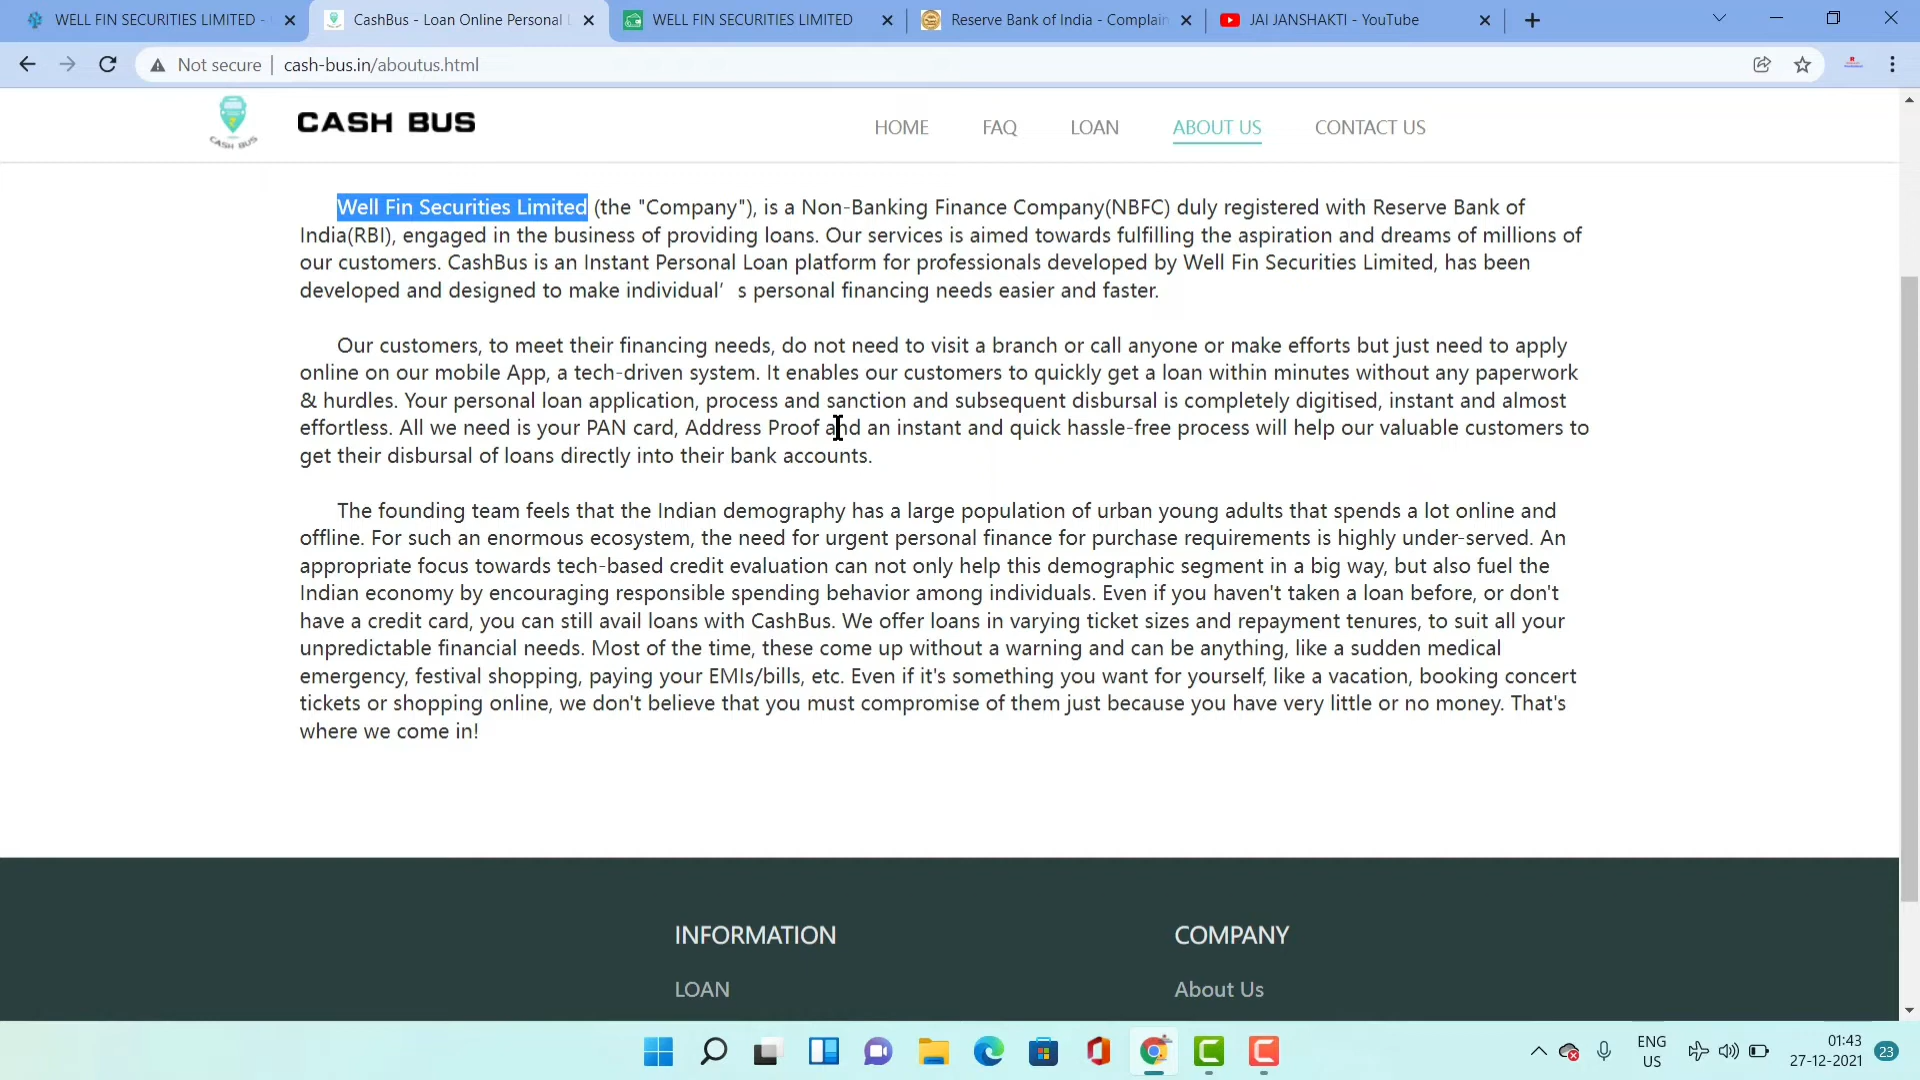 WELL FIN SECURITIES LIMITED -
CashBus - Loan Online Personal L
WELL FIN SECURITIES LIMITED
Reserve Bank of India - Complain
JAI JANSHAKTI - YouTube
Not secure
cash-bus.in/aboutus.html
CASH BUS
CASH BUS
HOME
FAQ
LOAN
ABOUT US
CONTACT US
Well Fin Securities Limited (the "Company"), is a Non-Banking Finance Company(NBFC) duly registered with Reserve Bank of
India(RBI), engaged in the business of providing loans. Our services is aimed towards fulfilling the aspiration and dreams of millions of
our customers. CashBus is an Instant Personal Loan platform for professionals developed by Well Fin Securities Limited, has been
developed and designed to make individual’ s personal financing needs easier and faster.
Our customers, to meet their financing needs, do not need to visit a branch or call anyone or make efforts but just need to apply
online on our mobile App, a tech-driven system. It enables our customers to quickly get a loan within minutes without any paperwork
& hurdles. Your personal loan application, process and sanction and subsequent disbursal is completely digitised, instant and almost
effortless. All we need is your PAN card, Address Proof and an instant and quick hassle-free process will help our valuable customers to
get their disbursal of loans directly into their bank accounts.
The founding team feels that the Indian demography has a large population of urban young adults that spends a lot online and
offline. For such an enormous ecosystem, the need for urgent personal finance for purchase requirements is highly under-served. An
appropriate focus towards tech-based credit evaluation can not only help this demographic segment in a big way, but also fuel the
Indian economy by encouraging responsible spending behavior among individuals. Even if you haven't taken a loan before, or don't
have a credit card, you can still avail loans with CashBus. We offer loans in varying ticket sizes and repayment tenures, to suit all your
unpredictable financial needs. Most of the time, these come up without a warning and can be anything, like a sudden medical
emergency, festival shopping, paying your EMIs/bills, etc. Even if it's something you want for yourself, like a vacation, booking concert
tickets or shopping online, we don't believe that you must compromise of them just because you have very little or no money. That's
where we come in!
INFORMATION
COMPANY
LOAN
About Us
ENG
US
01:43
27-12-2021
23